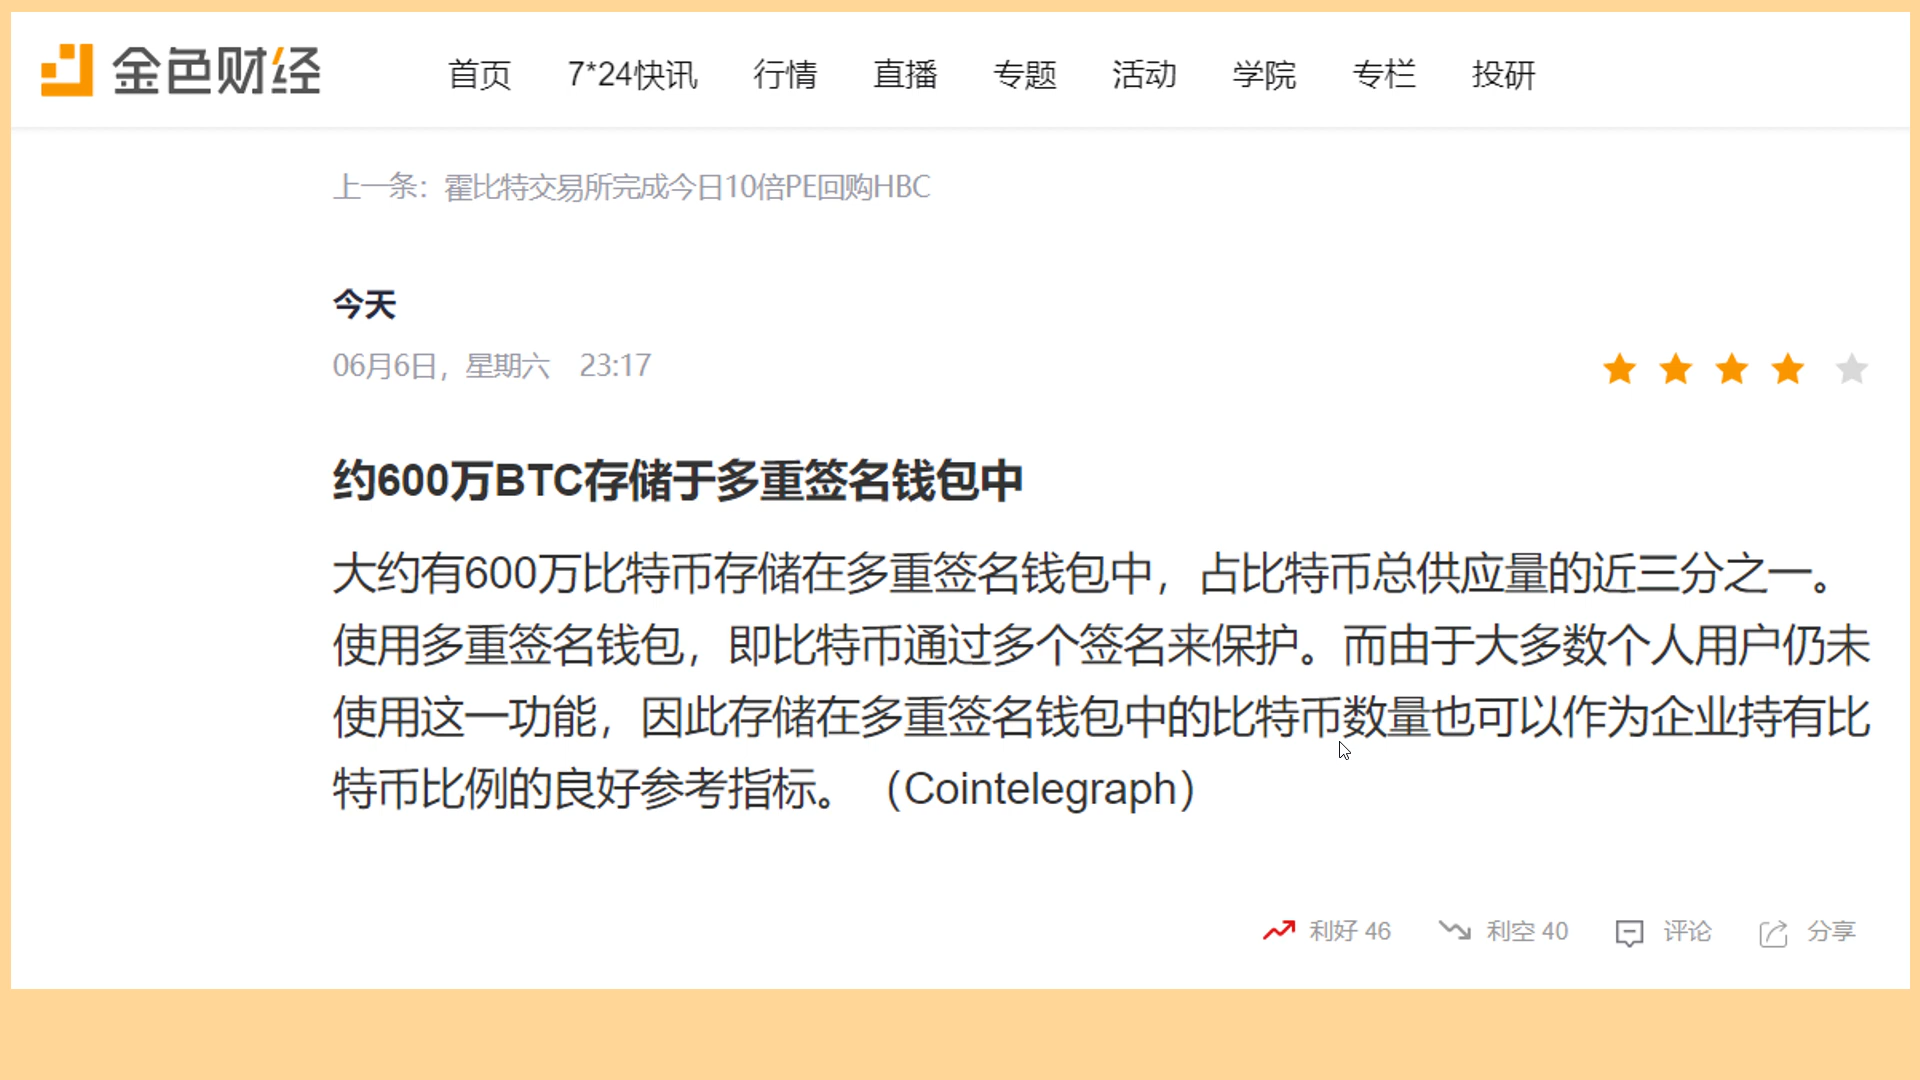 金色财经
首页 7*24快讯 行情 直播 专题 活动 学院 专栏 投研
上一条：霍比特交易所完成今日10倍PE回购HBC
今天
06月6日，星期六 23:17
约600万BTC存储于多重签名钱包中
大约有600万比特币存储在多重签名钱包中，占比特币总供应量的近三分之一。
使用多重签名钱包，即比特币通过多个签名来保护。而由于大多数个人用户仍未
使用这一功能，因此存储在多重签名钱包中的比特币数量也可以作为企业持有比
特币比例的良好参考指标。（Cointelegraph）
利好 46 利空 40 评论 分享